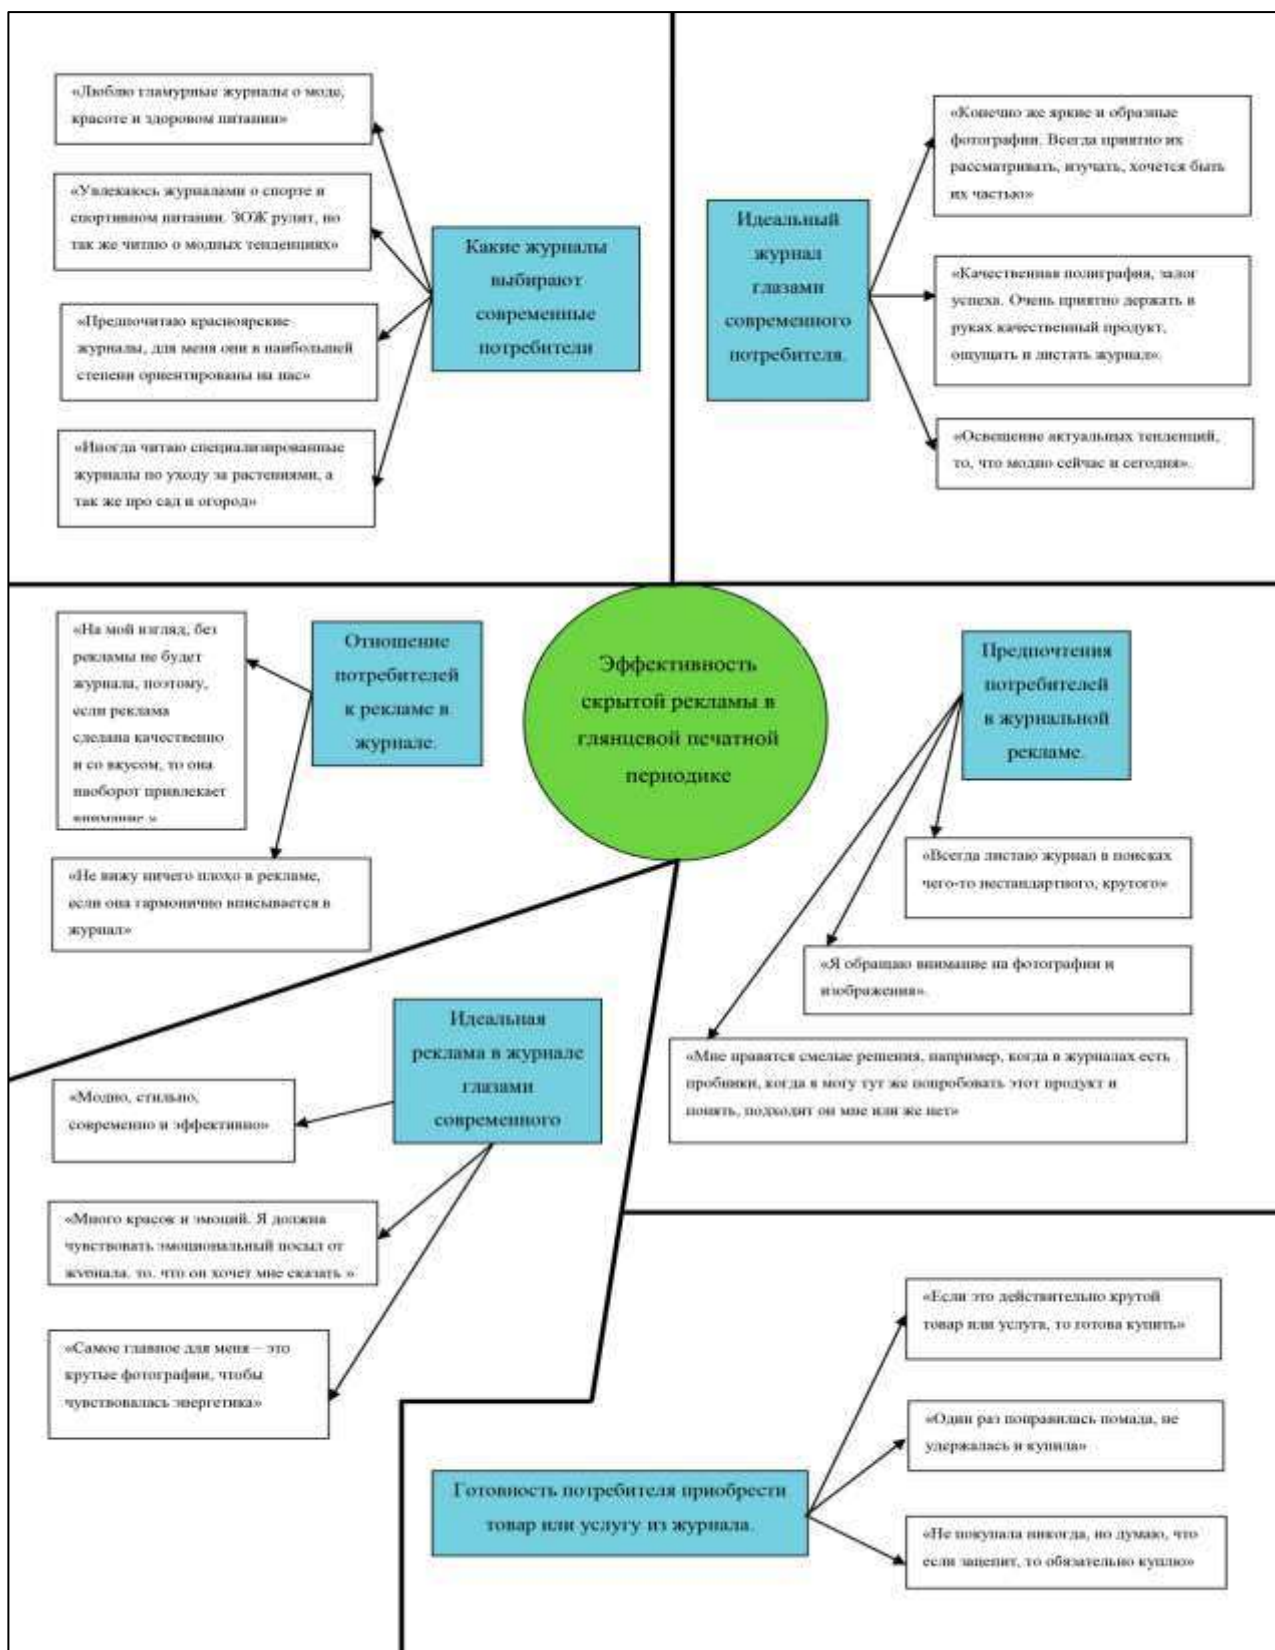 «Люблю гламурные журналы о моде,
красоте и здоровом питании»
«Увлекаюсь журналами о спорте и
спортивном питании. ЗОЖ рулит, но
так же читаю о модных тенденциях»
«Предпочитаю красноярские
журналы, для меня они в наибольшей
степени ориентированы на нас»
«Иногда читаю специализированные
журналы по уходу за растениями, а
так же про сад и огород»
Какие журналы
выбирают
современные
потребители
Идеальный
журнал
глазами
современного
потребителя.
«Конечно же яркие и образные
фотографии. Всегда приятно их
рассматривать, изучать, хочется быть
их частью»
«Качественная полиграфия, залог
успеха. Очень приятно держать в
руках качественный продукт,
ощущать и листать журнал».
«Освещение актуальных тенденций,
то, что модно сейчас и сегодня».
«На мой взгляд, без
рекламы не будет
журнала, поэтому,
если реклама
сделана качественно
и со вкусом, то она
наоборот привлекает
внимание.»
Отношение
потребителей
к рекламе в
журнале.
«Не вижу ничего плохо в рекламе,
если она гармонично вписывается в
журнал»
Эффективность
скрытой рекламы в
глянцевой печатной
периодике
Предпочтения
потребителей
в журнальной
рекламе.
«Всегда листаю журнал в поисках
чего-то нестандартного, крутого»
«Я обращаю внимание на фотографии и
изображения».
«Мне нравятся смелые решения, например, когда в журналах есть
пробники, когда я могу тут же попробовать этот продукт и
понять, подходит он мне или же нет»
Идеальная
реклама в журнале
глазами
современного
«Модно, стильно,
современно и эффективно»
«Много красок и эмоций. Я должна
чувствовать эмоциональный посыл от
журнала, то, что он хочет мне сказать.»
«Самое главное для меня – это
крутые фотографии, чтобы
чувствовалась энергетика»
Готовность потребителя приобрести
товар или услугу из журнала.
«Если это действительно крутой
товар или услуга, то готова купить»
«Один раз понравилась помада, не
удержалась и купила»
«Не покупала никогда, но думаю, что
если зацепит, то обязательно куплю»